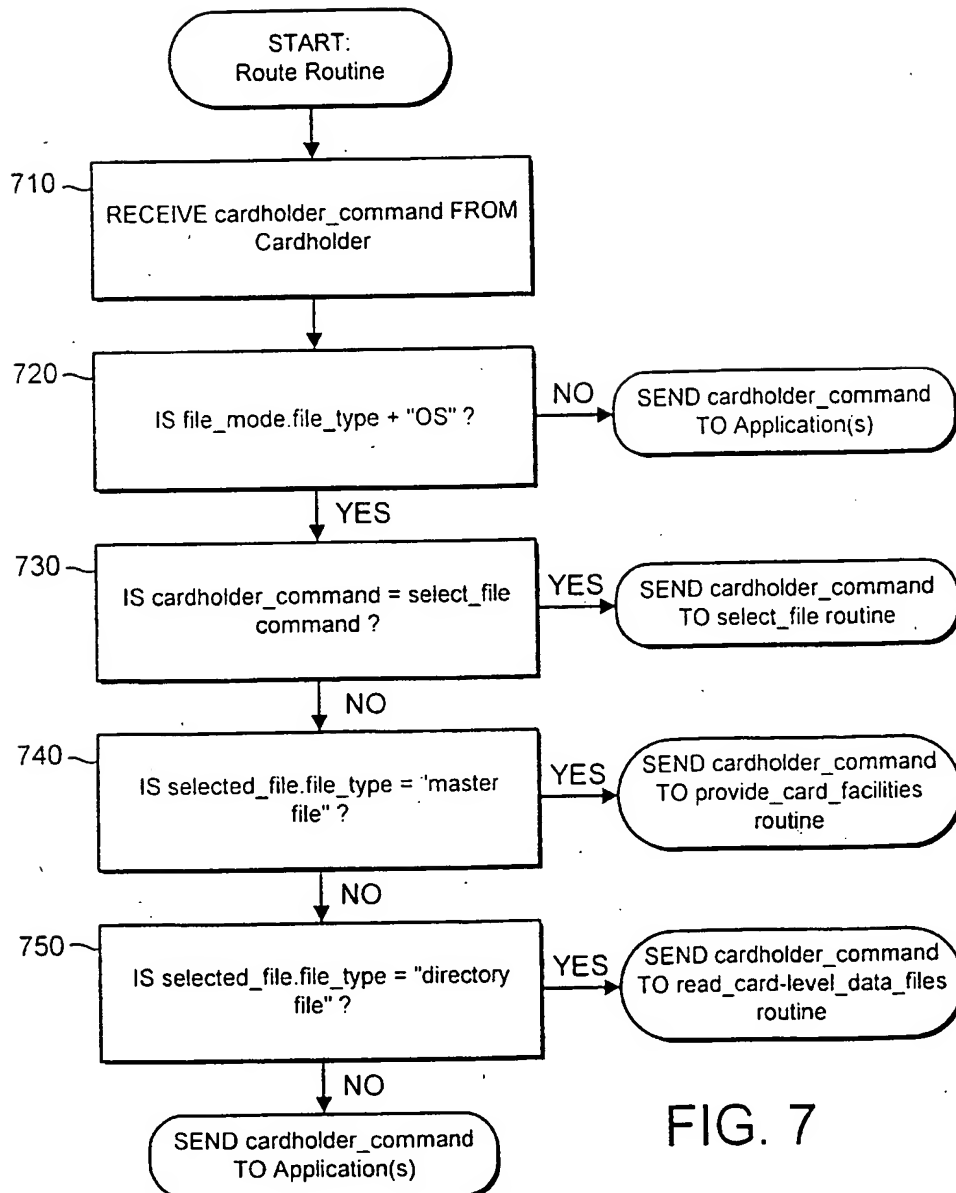 START:
Route Routine
710
RECEIVE cardholder_command FROM
Cardholder
720
IS file_mode.file_type + "OS" ?
NO
SEND cardholder_command
TO Application(s)
YES
730
IS cardholder_command = select_file
command ?
YES
SEND cardholder_command
TO select_file routine
NO
740
IS selected_file.file_type = "master
file" ?
YES
SEND cardholder_command
TO provide_card_facilities
routine
NO
750
IS selected_file.file_type = "directory
file" ?
YES
SEND cardholder_command
TO read_card-level_data_files
routine
NO
SEND cardholder_command
TO Application(s)
FIG. 7